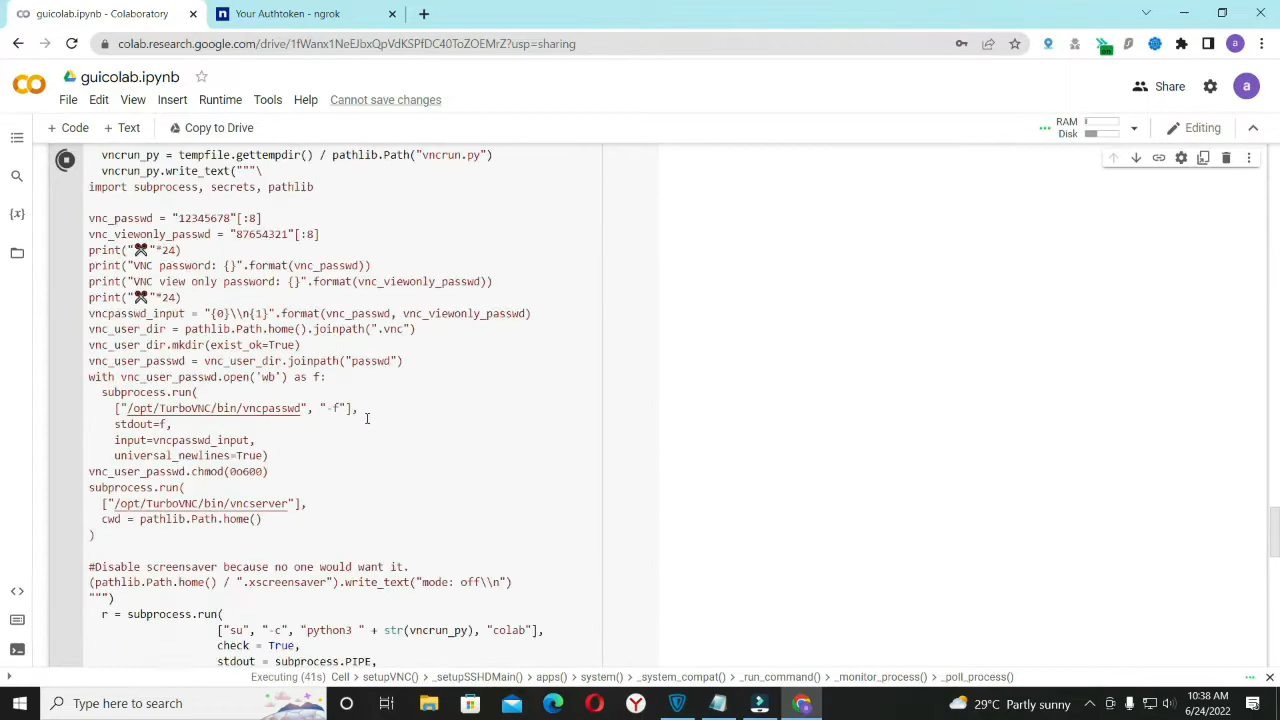 guicolab.ipynb - Colaboratory
Your Authtoken - ngrok
colab.research.google.com/drive/1fWanx1NeEJbxQpVdKSPfDC40ToZOEMrZ?usp=sharing
guicolab.ipynb
File Edit View Insert Runtime Tools Help Cannot save changes
Share
a
+ Code + Text Copy to Drive
RAM
Disk
Editing
vncrun_py = tempfile.gettempdir() / pathlib.Path("vncrun.py")
vncrun_py.write_text("""\
import subprocess, secrets, pathlib
vnc_passwd = "12345678"[:8]
vnc_viewonly_passwd = "87654321"[:8]
print("✂"*24)
print("VNC password: {}".format(vnc_passwd))
print("VNC view only password: {}".format(vnc_viewonly_passwd))
print("✂"*24)
vncpasswd_input = "{0}\\n{1}".format(vnc_passwd, vnc_viewonly_passwd)
vnc_user_dir = pathlib.Path.home().joinpath(".vnc")
vnc_user_dir.mkdir(exist_ok=True)
vnc_user_passwd = vnc_user_dir.joinpath("passwd")
with vnc_user_passwd.open('wb') as f:
subprocess.run(
["/opt/TurboVNC/bin/vncpasswd", "-f"],
stdout=f,
input=vncpasswd_input,
universal_newlines=True)
vnc_user_passwd.chmod(0o600)
subprocess.run(
["/opt/TurboVNC/bin/vncserver"],
cwd = pathlib.Path.home()
)
#Disable screensaver because no one would want it.
(pathlib.Path.home() / ".xscreensaver").write_text("mode: off\\n")
""")
r = subprocess.run(
["su", "-c", "python3 " + str(vncrun_py), "colab"],
check = True,
stdout = subprocess.PIPE,
Executing (41s) Cell > setupVNC() > _setupSSHDMain() > apps() > system() > _system_compat() > _run_command() > _monitor_process() > _poll_process()
Type here to search
29°C Partly sunny
10:38 AM
6/24/2022